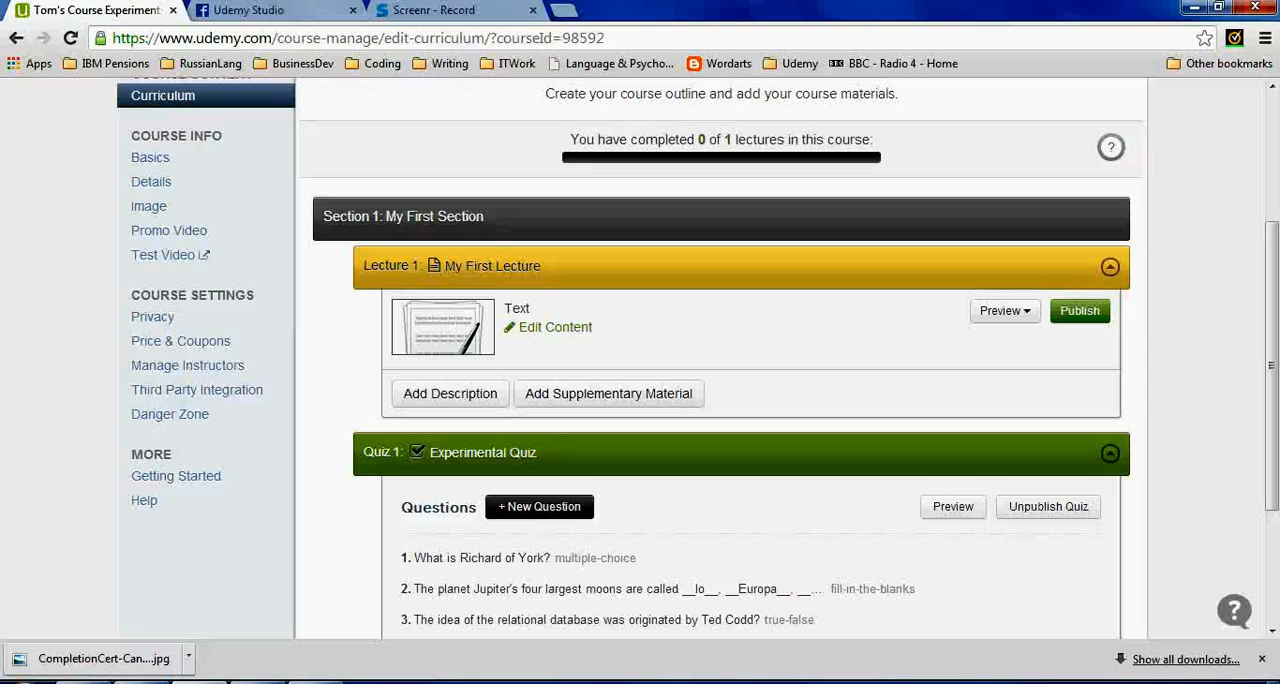 Tom's Course Experiment
Udemy Studio
Screenr - Record
https://www.udemy.com/course-manage/edit-curriculum/?courseId=98592
Apps IBM Pensions RussianLang BusinessDev Coding Writing ITWork Language & Psycho... Wordarts Udemy BBC - Radio 4 - Home Other bookmarks
Curriculum
COURSE INFO
Basics
Details
Image
Promo Video
Test Video
COURSE SETTINGS
Privacy
Price & Coupons
Manage Instructors
Third Party Integration
Danger Zone
MORE
Getting Started
Help
Create your course outline and add your course materials.
You have completed 0 of 1 lectures in this course:
?
Section 1: My First Section
Lecture 1: My First Lecture
Text
Edit Content
Preview
Publish
Add Description
Add Supplementary Material
Quiz 1: Experimental Quiz
Questions
+ New Question
Preview
Unpublish Quiz
1. What is Richard of York? multiple-choice
2. The planet Jupiter's four largest moons are called __Io__, __Europa__, __... fill-in-the-blanks
3. The idea of the relational database was originated by Ted Codd? true-false
?
CompletionCert-Can....jpg
Show all downloads...